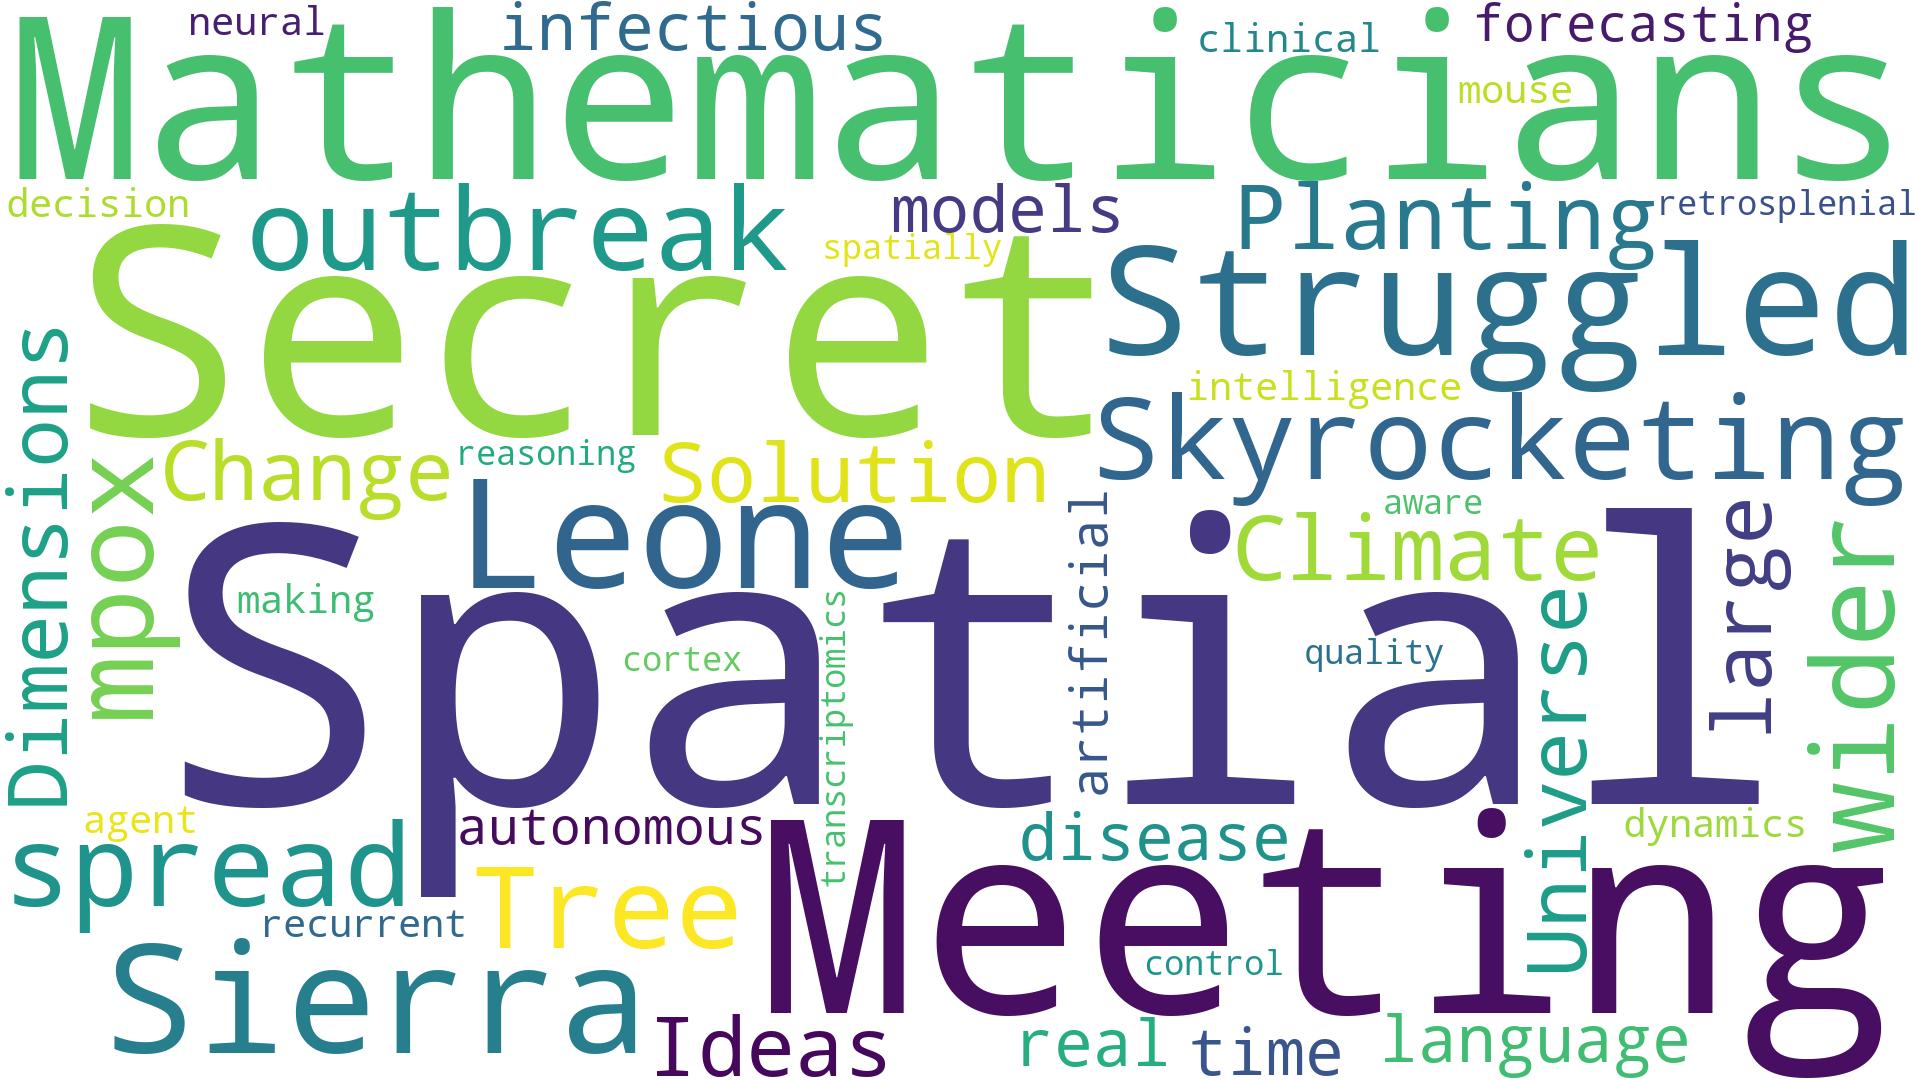 neural
infectious
clinical
forecasting
Mathematicians
mouse
decision
outbreak
models
Planting
retrosplenial
spatially
Secret
Struggled
Dimensions
mpox
Change
reasoning
Solution
intelligence
Skyrocketing
Leone
artificial
aware
Climate
large
wider
Spatial
making
cortex
transcriptomics
quality
Universe
agent
spread
autonomous
disease
dynamics
recurrent
Tree
Meeting
control
Sierra
Ideas
real
time
language